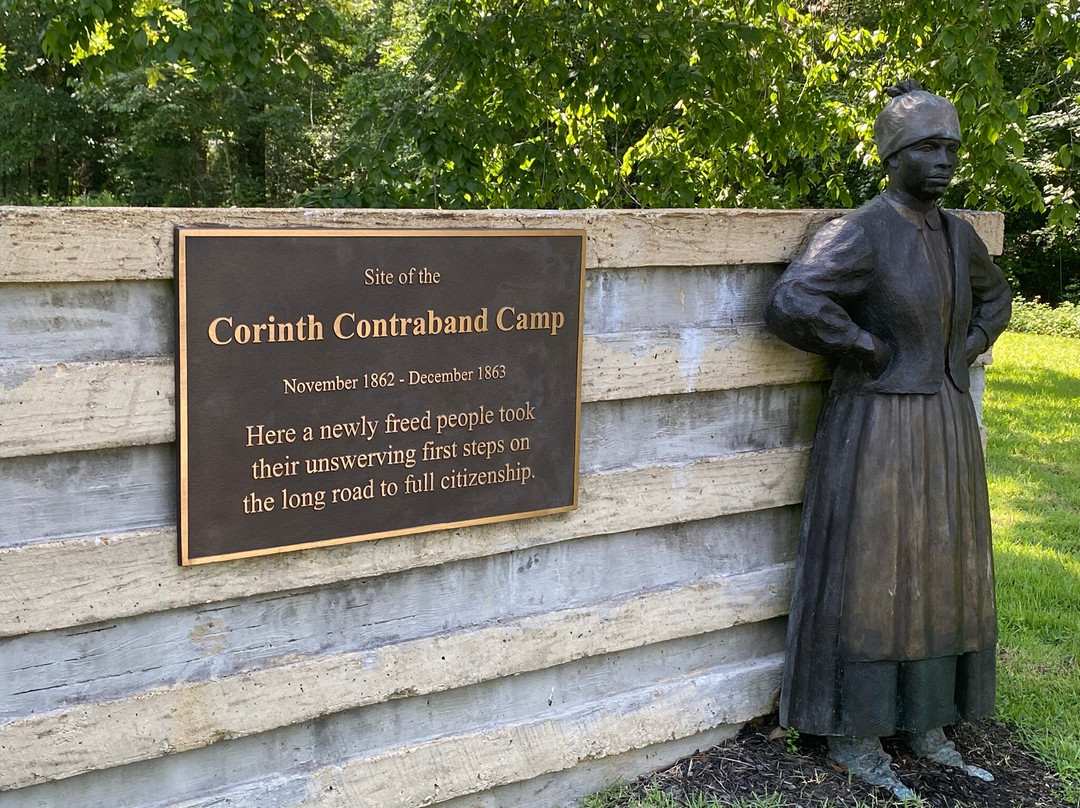 Site of the
Corinth Contraband Camp
November 1862 - December 1863
Here a newly freed people took
their unswerving first steps on
the long road to full citizenship.